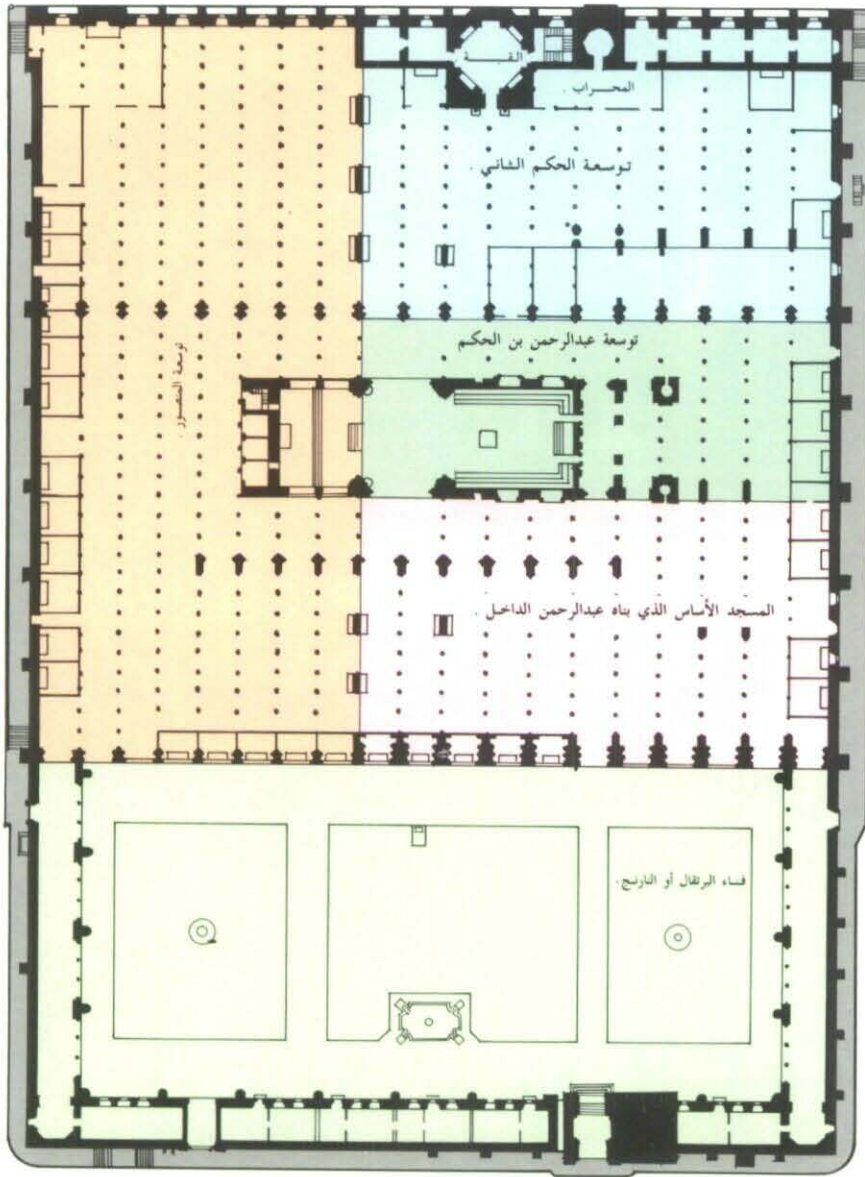 القبة
المحراب .
توسعة الحكم الثاني .
توسعة عبدالرحمن بن الحكم
توسعة المنصور .
المسجد الأساس الذي بناه عبدالرحمن الداخل .
فناء البرتقال أو النارنج .